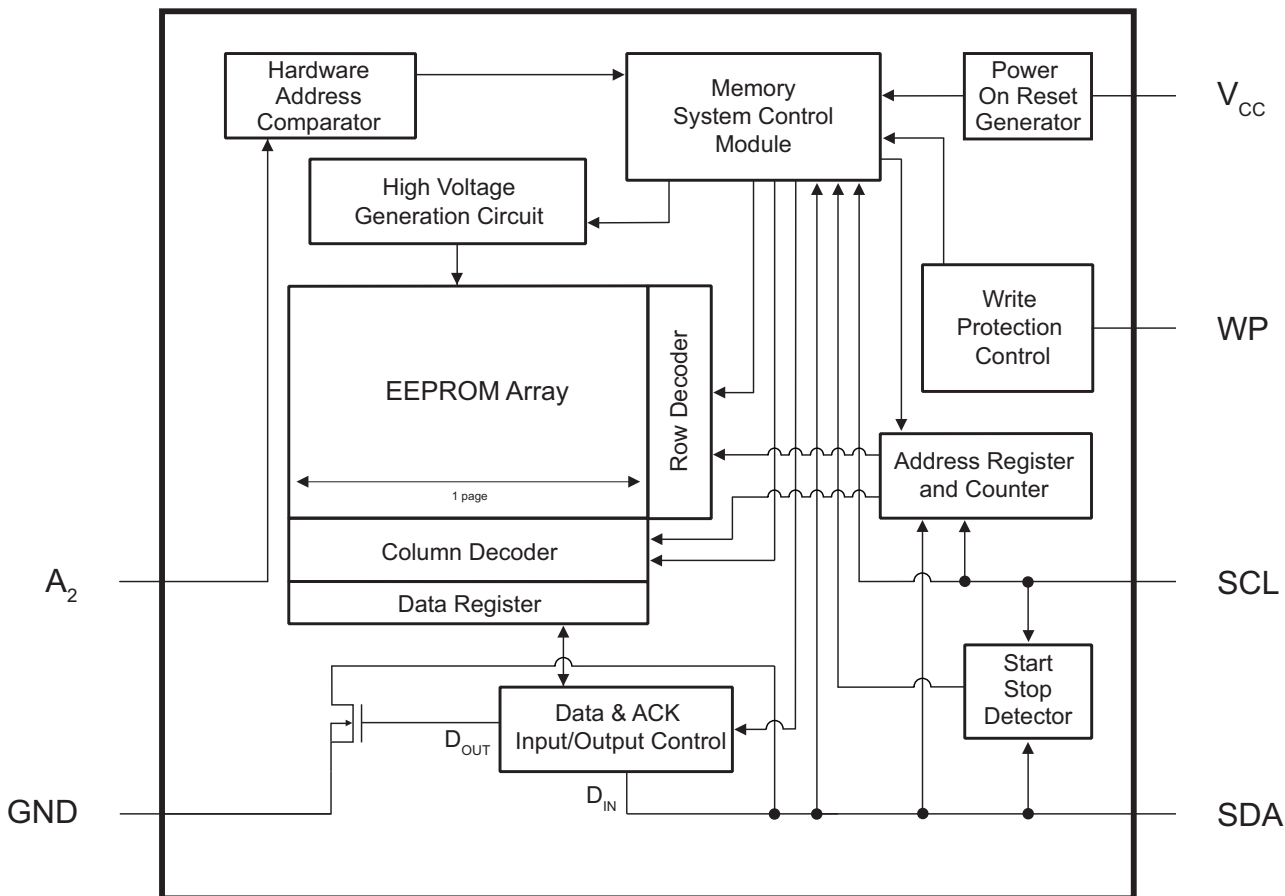 Hardware
Address
Comparator
Memory
System Control
Module
Power
On Reset
Generator
V_CC
High Voltage
Generation Circuit
Write
Protection
Control
WP
EEPROM Array
Row Decoder
1 page
Address Register
and Counter
Column Decoder
A_2
SCL
Data Register
Start
Stop
Detector
Data & ACK
Input/Output Control
D_OUT
D_IN
GND
SDA